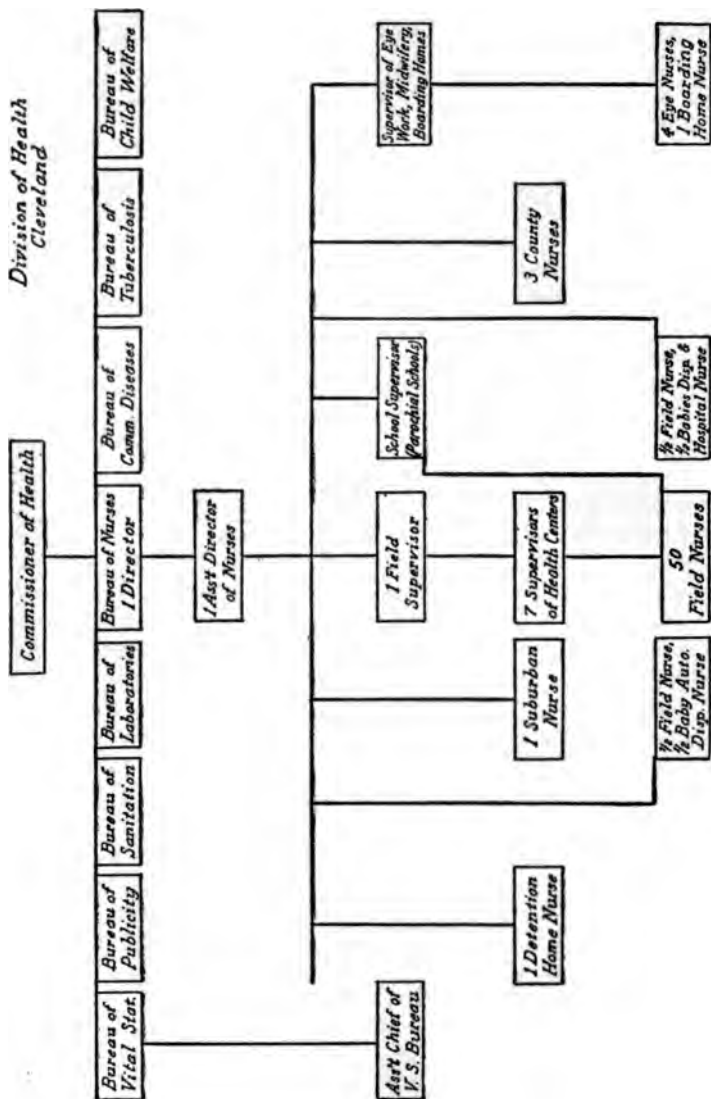 Division of Health
Cleveland
Commissioner of Health
Bureau of
Vital Stat.
Bureau of
Publicity
Bureau of
Sanitation
Bureau of
Laboratories
Bureau of Nurses
1 Director
Bureau of
Comm. Diseases
Bureau of
Tuberculosis
Bureau of
Child Welfare
1 Ass't Director
of Nurses
Ass't Chief of
V. S. Bureau
1 Field
Supervisor
School Supervisor
(Parochial Schools)
Supervisor of Eye
Work, Midwifery,
Boarding Homes
1 Detention
Home Nurse
1 Suburban
Nurse
7 Supervisors
of Health Centers
3 County
Nurses
½ Field Nurse,
½ Baby Auto.
Disp. Nurse
50
Field Nurses
½ Field Nurse,
½ Babies Disp. &
Hospital Nurse
4 Eye Nurses,
1 Boarding
Home Nurse